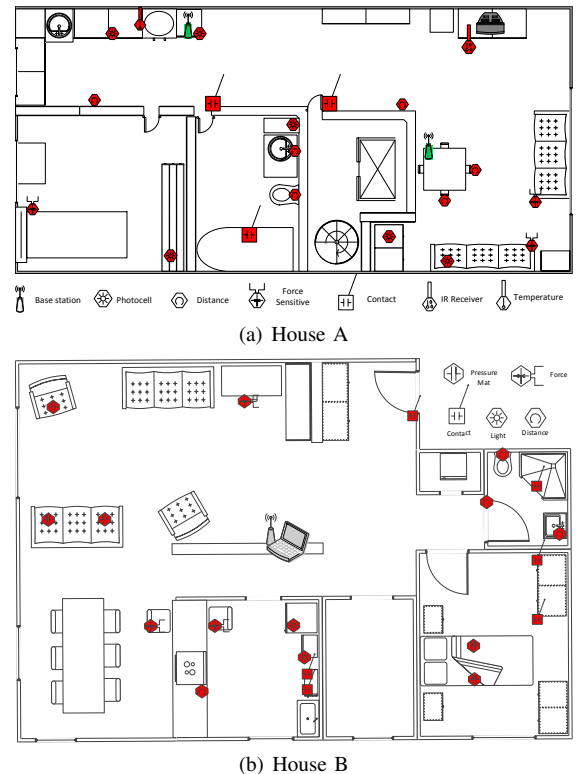 Base station
Photocell
Distance
Force
Sensitive
Contact
IR Receiver
Temperature
(a) House A
Pressure
Mat
Force
Contact
Light
Distance
(b) House B